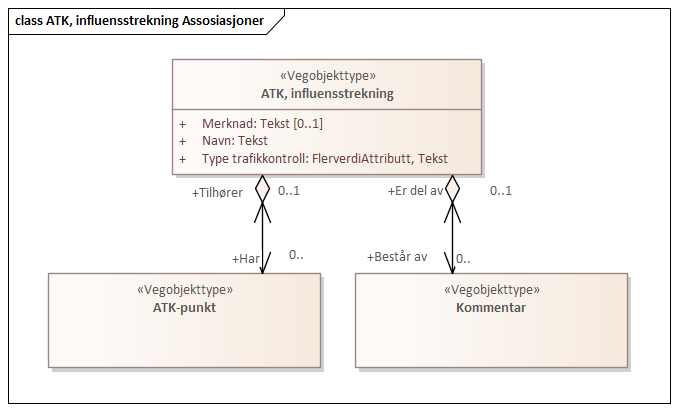 class ATK, influensstrekning Assosiasjoner
«Vegobjekttype»
ATK, influensstrekning
+ Merknad: Tekst [0..1]
+ Navn: Tekst
+ Type trafikkontroll: FlerverdiAttributt, Tekst
+Tilhører 0..1 +Er del av 0..1
+Har 0.. +Består av 0..
«Vegobjekttype» «Vegobjekttype»
ATK-punkt Kommentar